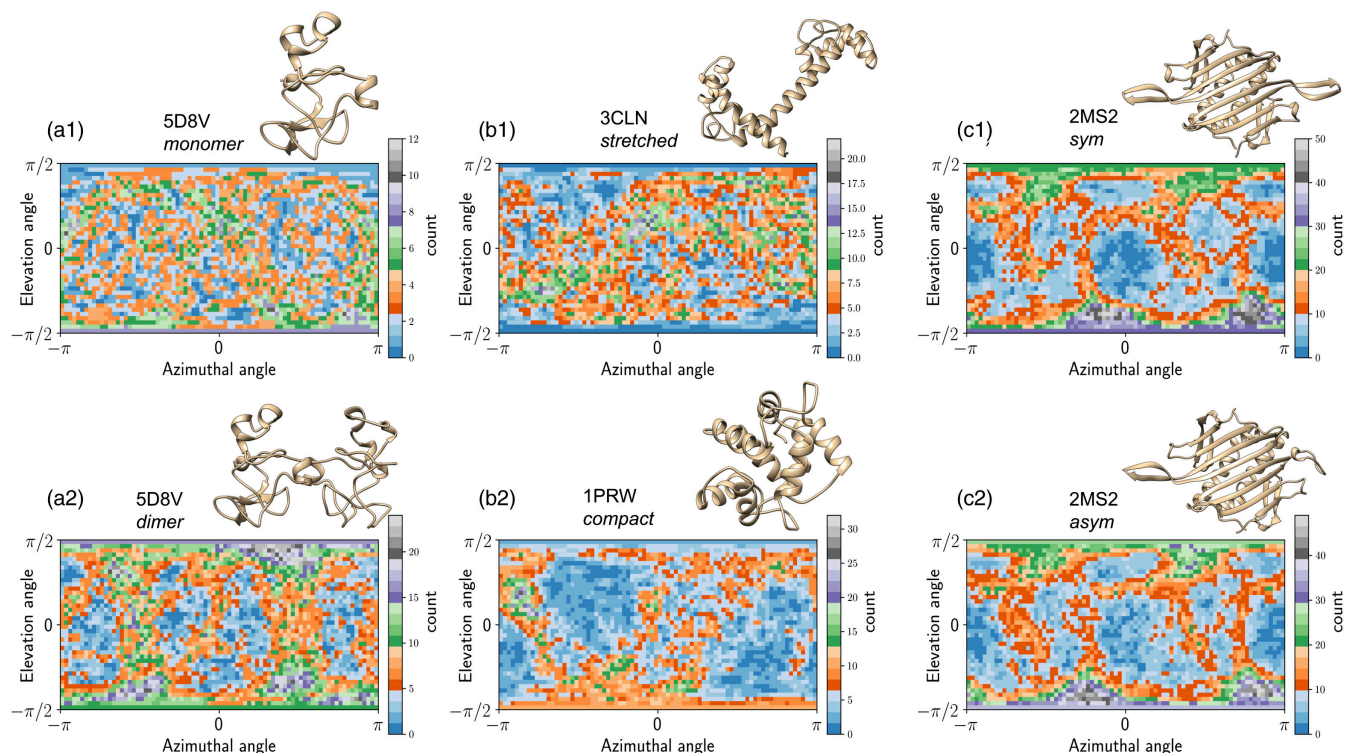 (a1)
5D8V
monomer
π/2
0
−π/2
Elevation angle
−π
0
π
Azimuthal angle
12
10
8
6
4
2
0
count
(b1)
3CLN
stretched
π/2
0
−π/2
Elevation angle
−π
0
π
Azimuthal angle
20.0
17.5
15.0
12.5
10.0
7.5
5.0
2.5
0.0
count
(c1)
2MS2
sym
π/2
0
−π/2
Elevation angle
−π
0
π
Azimuthal angle
50
40
30
20
10
0
count
(a2)
5D8V
dimer
π/2
0
−π/2
Elevation angle
−π
0
π
Azimuthal angle
20
15
10
5
0
count
(b2)
1PRW
compact
π/2
0
−π/2
Elevation angle
−π
0
π
Azimuthal angle
30
25
20
15
10
5
0
count
(c2)
2MS2
asym
π/2
0
−π/2
Elevation angle
−π
0
π
Azimuthal angle
40
30
20
10
0
count